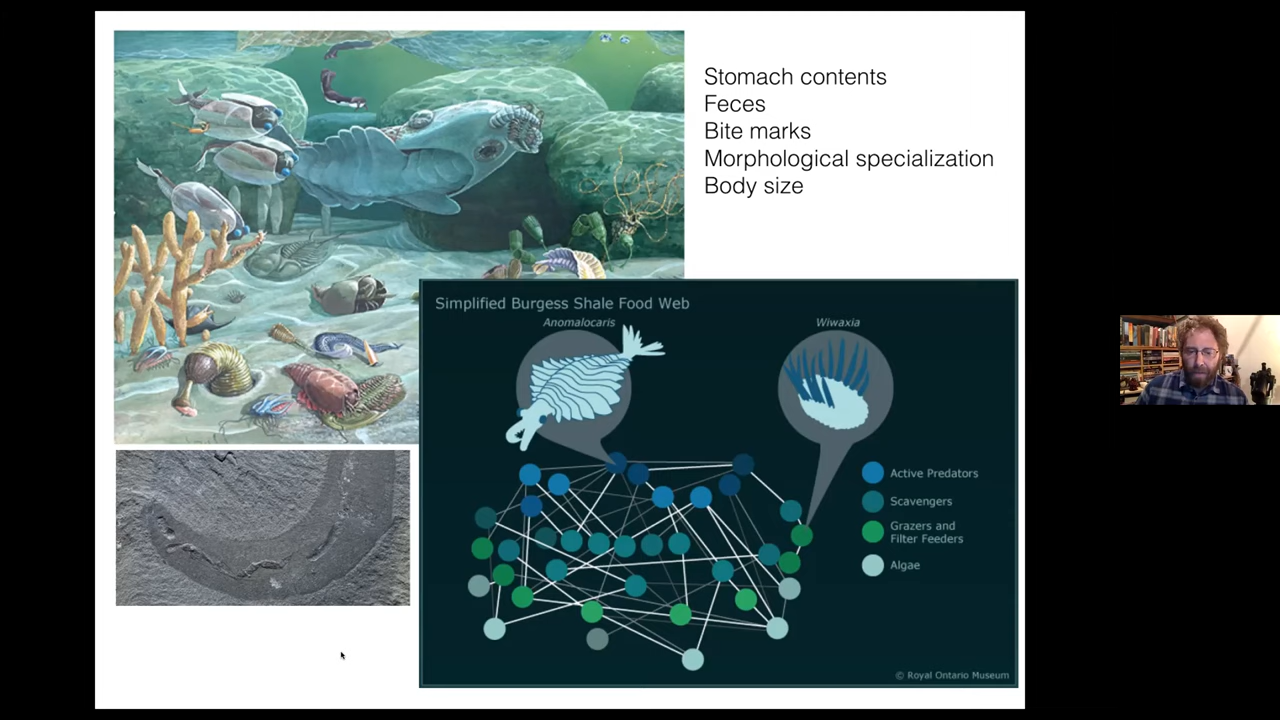 Stomach contents
Feces
Bite marks
Morphological specialization
Body size
Simplified Burgess Shale Food Web
Anomalocaris
Wiwaxia
Active Predators
Scavengers
Grazers and
Filter Feeders
Algae
© Royal Ontario Museum